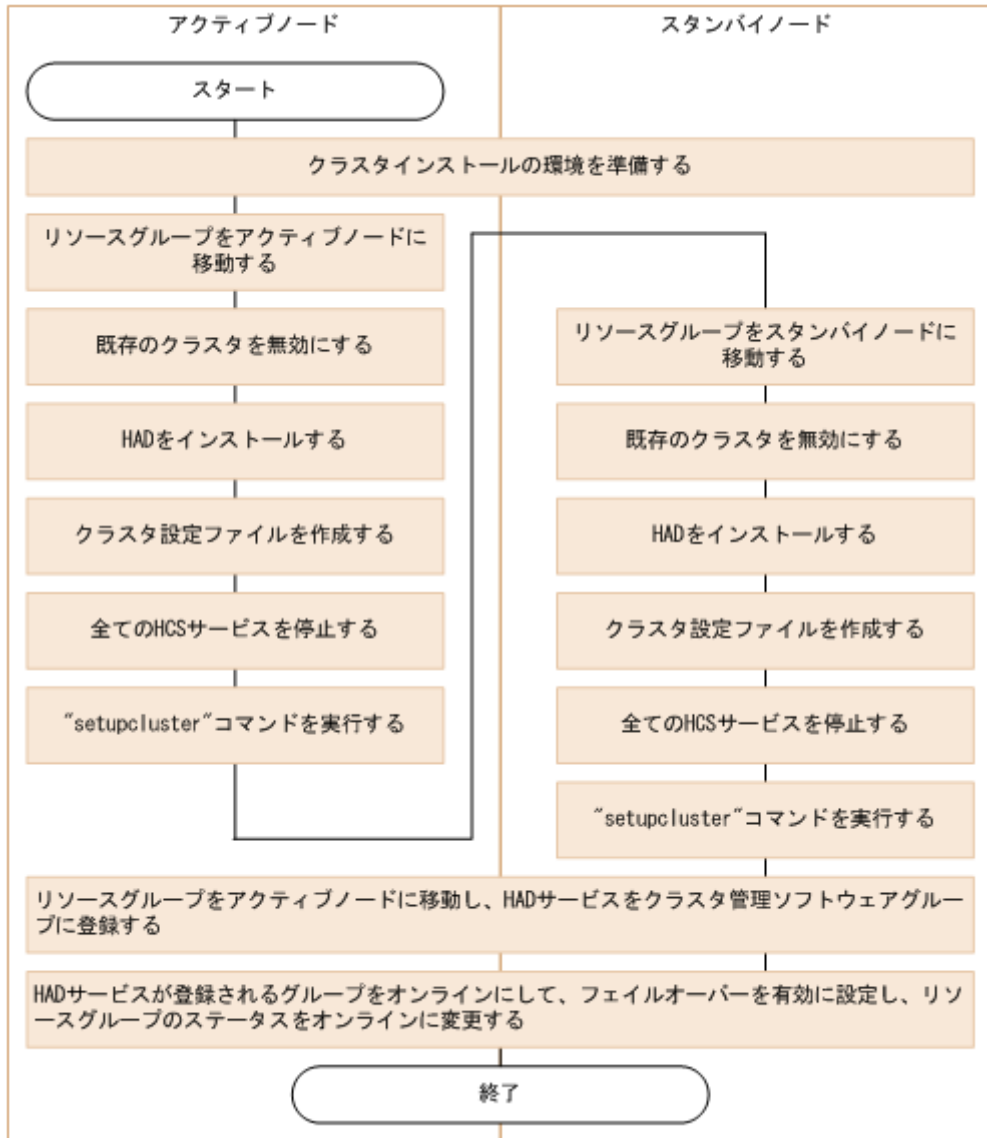 アクティブノード
スタンバイノード
スタート
クラスタインストールの環境を準備する
リソースグループをアクティブノードに
移動する
既存のクラスタを無効にする
HADをインストールする
クラスタ設定ファイルを作成する
全てのHCSサービスを停止する
"setupcluster"コマンドを実行する
リソースグループをスタンバイノードに
移動する
既存のクラスタを無効にする
HADをインストールする
クラスタ設定ファイルを作成する
全てのHCSサービスを停止する
"setupcluster"コマンドを実行する
リソースグループをアクティブノードに移動し、HADサービスをクラスタ管理ソフトウェアグルー
プに登録する
HADサービスが登録されるグループをオンラインにして、フェイルオーバーを有効に設定し、リソ
ースグループのステータスをオンラインに変更する
終了